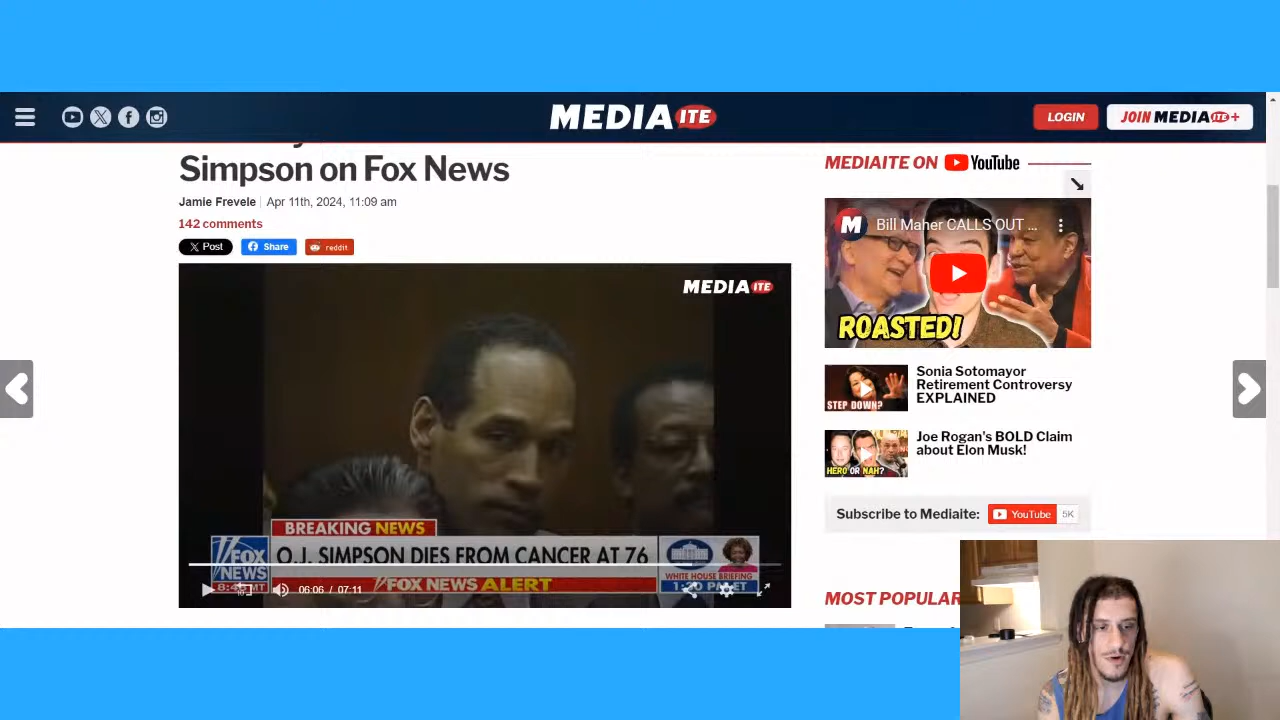 MEDIAITE
LOGIN
JOIN MEDIAITE+
Simpson on Fox News
Jamie Frevele Apr 11th, 2024, 11:09 am
142 comments
Post
Share
reddit
MEDIAITE
BREAKING NEWS
O.J. SIMPSON DIES FROM CANCER AT 76
FOX NEWS
FOX NEWS ALERT
WHITE HOUSE BRIEFING
06:06 / 07:11
MEDIAITE ON YouTube
M Bill Maher CALLS OUT ...
ROASTED!
STEP DOWN?
Sonia Sotomayor
Retirement Controversy
EXPLAINED
HERO OR NAH?
Joe Rogan's BOLD Claim
about Elon Musk!
Subscribe to Mediaite: YouTube 5K
MOST POPULAR